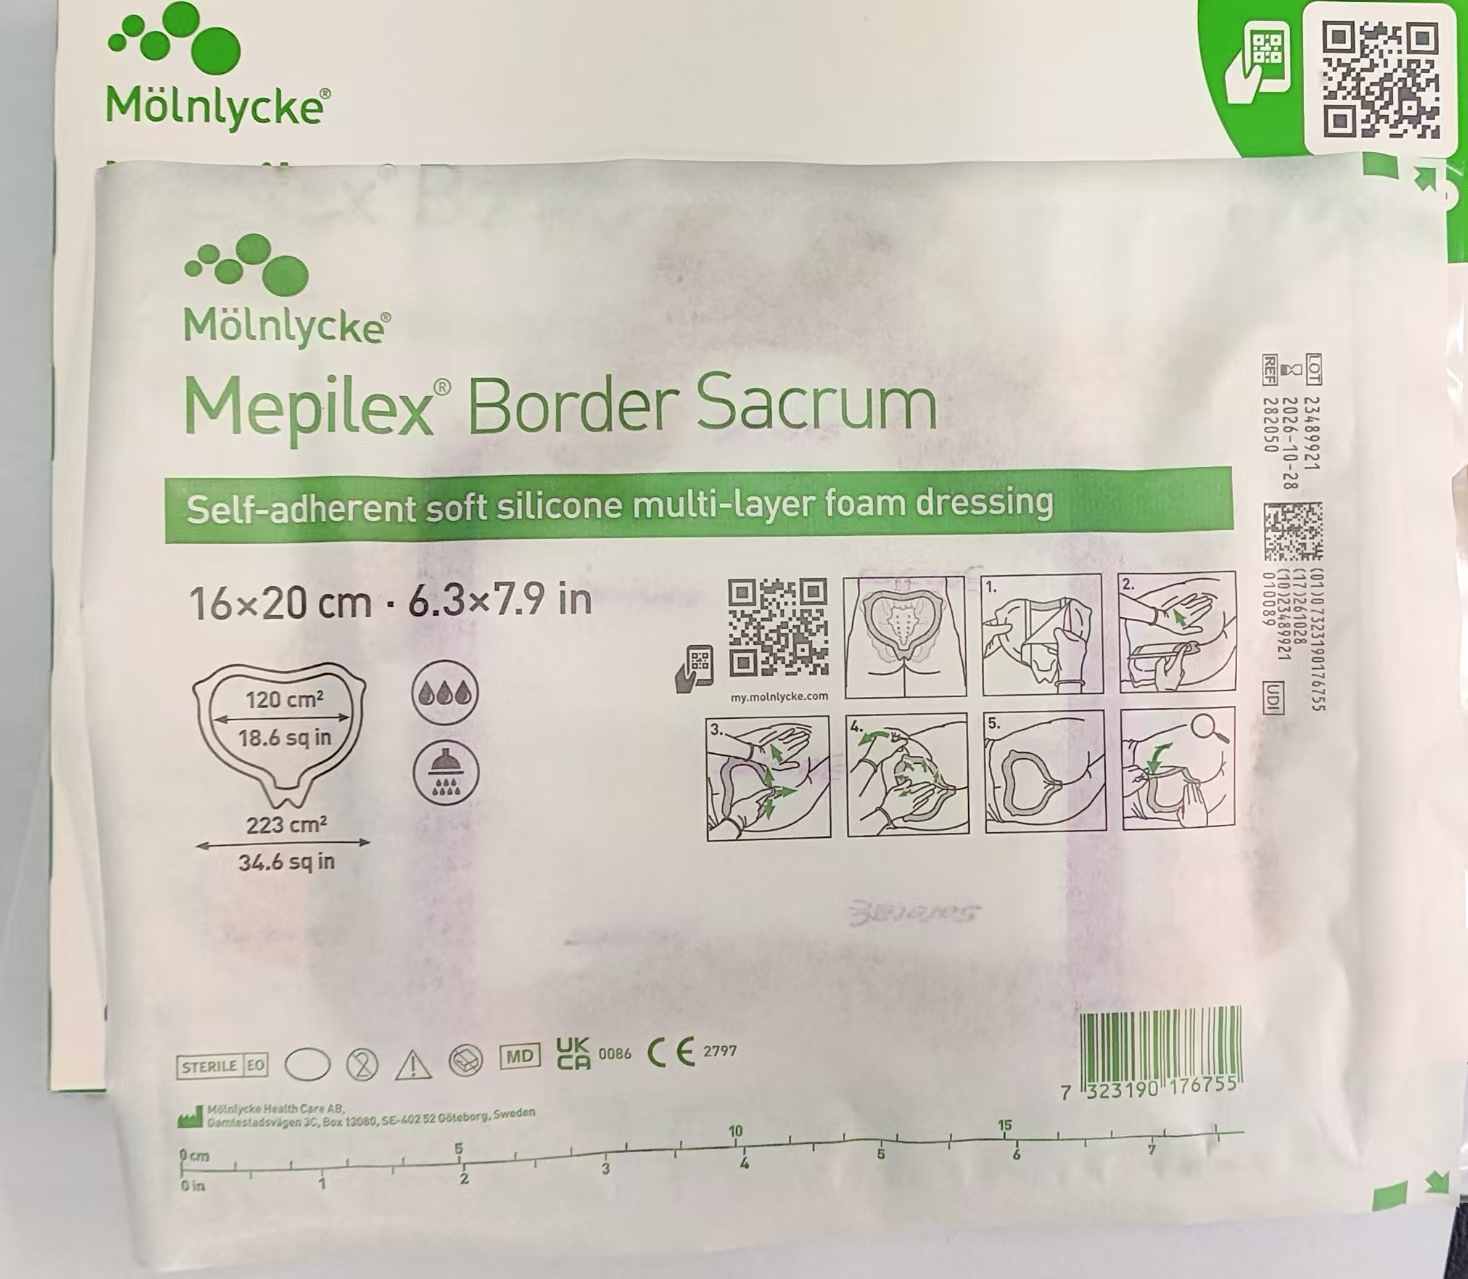 Mölnlycke®
Mölnlycke®
Mepilex® Border Sacrum
Self-adherent soft silicone multi-layer foam dressing
16×20 cm · 6.3×7.9 in
120 cm²
18.6 sq in
223 cm²
34.6 sq in
my.molnlycke.com
1.
2.
3.
4.
5.
LOT 23489921
2026-10-28
REF 282050
(01)07323190176755
(17)261028
(10)23489921
010089
UDI
STERILE EO
2
MD
UK
CA
0086
CE
2797
7 323190 176755
Mölnlycke Health Care AB,
Gamlestadsvägen 3C, Box 13080, SE-402 52 Göteborg, Sweden
0 cm 5 10 15
0 in 1 2 3 4 5 6 7